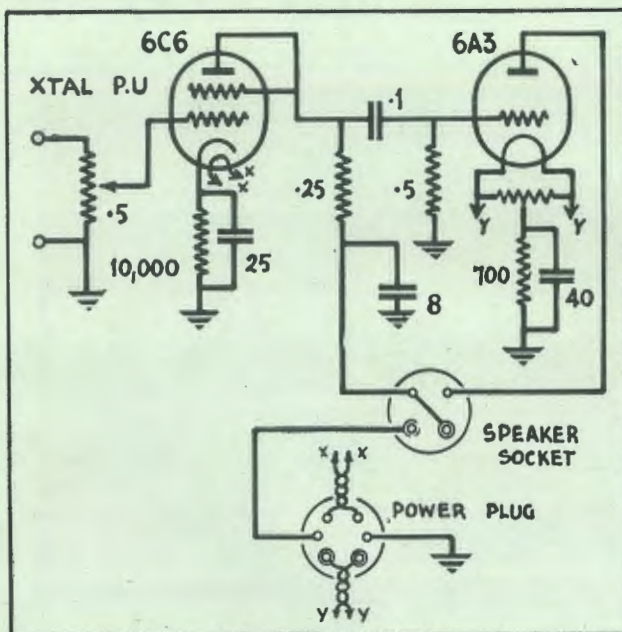 6C6
6A3
XTAL P.U
.1
x
x
.5
.25
.5
Y
Y
10,000
25
8
700
40
SPEAKER
SOCKET
x
x
POWER PLUG
Y
Y